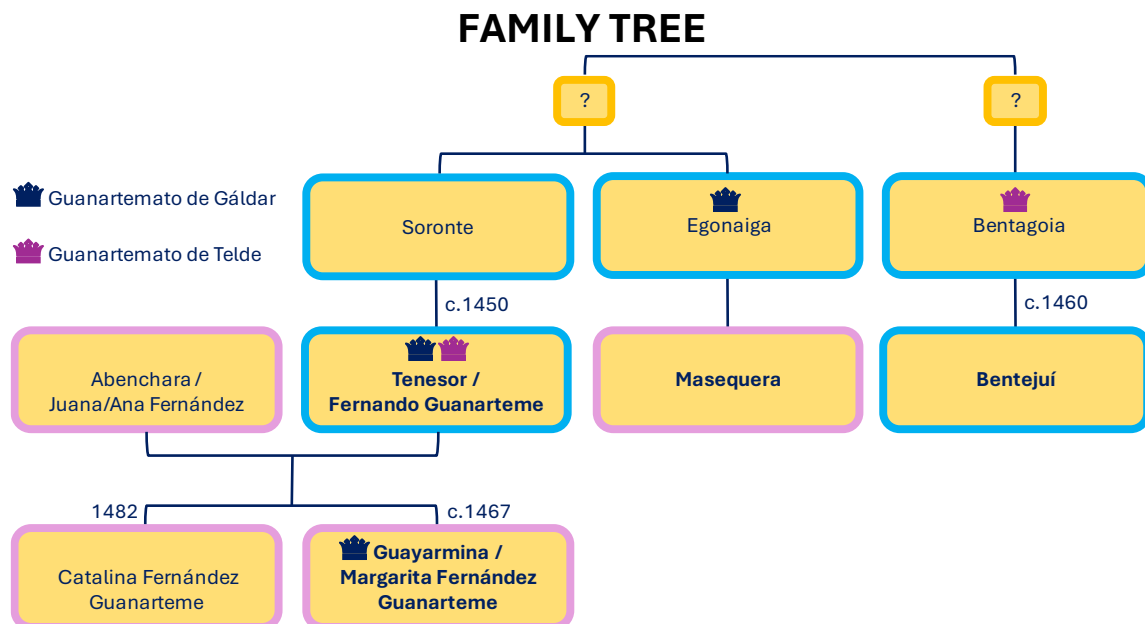 FAMILY TREE
?
?
Guanartemato de Gáldar
Guanartemato de Telde
Soronte
Egonaiga
Bentagoia
c.1450
c.1460
Abenchara /
Juana/Ana Fernández
Tenesor /
Fernando Guanarteme
Masequera
Bentejuí
1482
c.1467
Catalina Fernández
Guanarteme
Guayarmina /
Margarita Fernández
Guanarteme